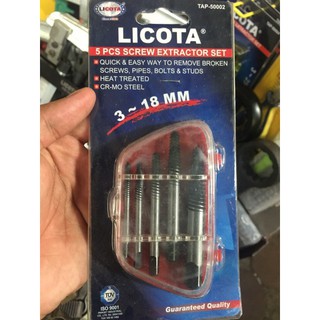 LICOTA
TAP-50002
LICOTA®
5 PCS SCREW EXTRACTOR SET
QUICK & EASY WAY TO REMOVE BROKEN
SCREWS, PIPES, BOLTS & STUDS
HEAT TREATED
CR-MO STEEL
3 ~ 18 MM
TÜV
ISO 9001
Guaranteed Quality